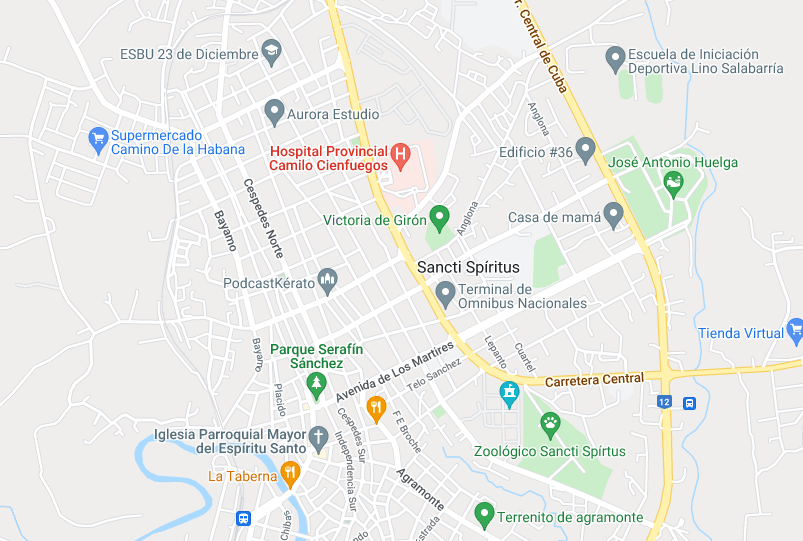 r. Central de Cuba
ESBU 23 de Diciembre
Escuela de Iniciación
Deportiva Lino Salabarría
Aurora Estudio
Anglona
Supermercado
Camino De la Habana
Hospital Provincial
Camilo Cienfuegos
H
Edificio #36
José Antonio Huelga
Cespedes Norte
Bayamo
Victoria de Girón
Anglona
Casa de mamá
Sancti Spíritus
PodcastKérato
Terminal de
Omnibus Nacionales
Tienda Virtual
Bayamo
Parque Serafín
Sánchez
Avenida de Los Martires
Lepanto
Cuartel
Telo Sanchez
Placido
Carretera Central
12
Cespedes Sur
F E Broche
Iglesia Parroquial Mayor
del Espíritu Santo
Independencia Sur
Zoológico Sancti Spírtus
La Taberna
Agramonte
Terrenito de agramonte
Chibas
Estrada